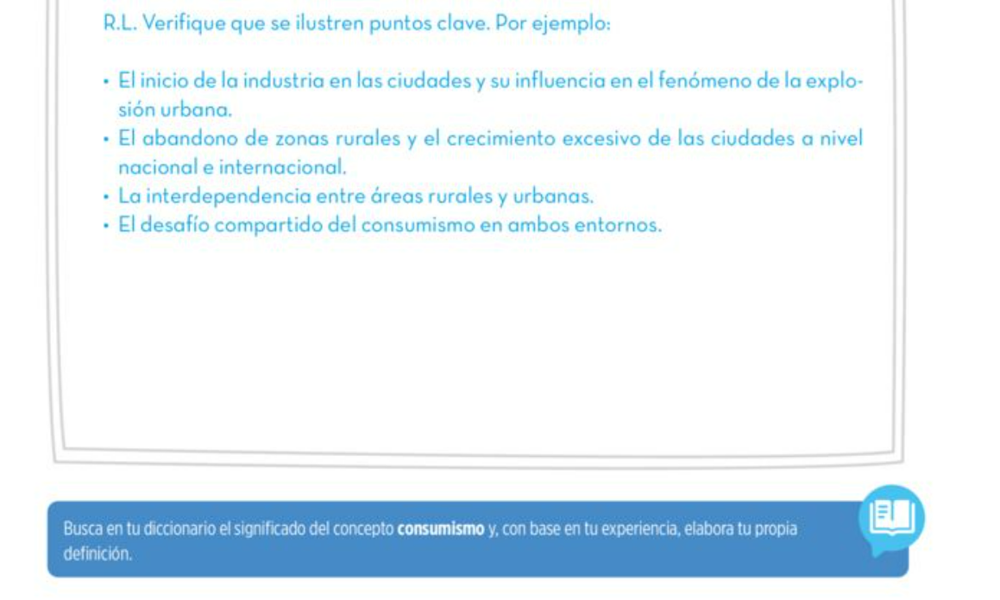 R.L. Verifique que se ilustren puntos clave. Por ejemplo:
• El inicio de la industria en las ciudades y su influencia en el fenómeno de la explo-
sión urbana.
• El abandono de zonas rurales y el crecimiento excesivo de las ciudades a nivel
nacional e internacional.
• La interdependencia entre áreas rurales y urbanas.
• El desafío compartido del consumismo en ambos entornos.
Busca en tu diccionario el significado del concepto consumismo y, con base en tu experiencia, elabora tu propia
definición.